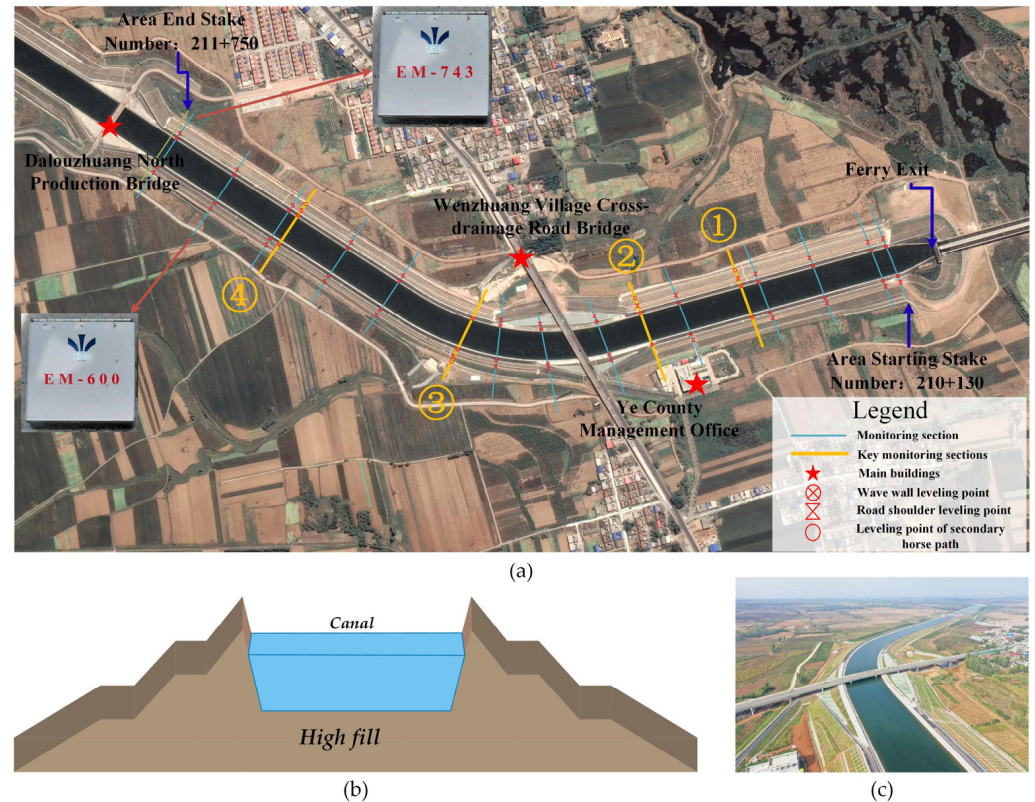 Area End Stake
Number：211+750
EM-743
Dalouzhuang North
Production Bridge
Wenzhuang Village Cross-
drainage Road Bridge
Ferry Exit
①
②
③
④
EM-600
Area Starting Stake
Number：210+130
Ye County
Management Office
Legend
Monitoring section
Key monitoring sections
Main buildings
Wave wall leveling point
Road shoulder leveling point
Leveling point of secondary
horse path
(a)
Canal
High fill
(b)
(c)